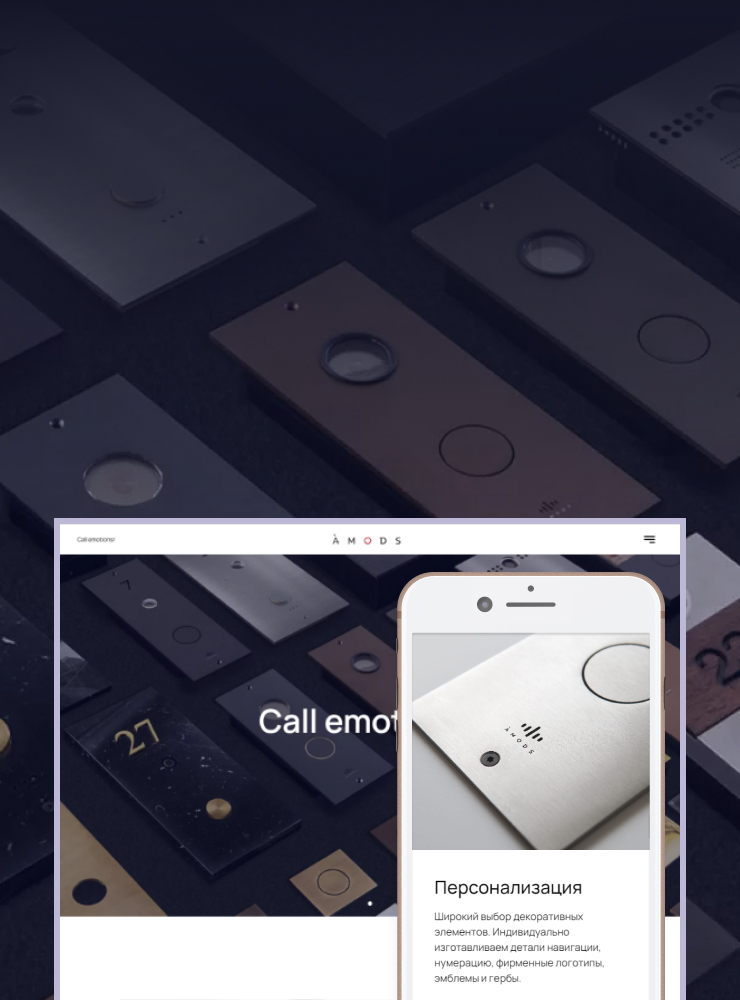 Call emotions!
ÀMODS
7
Call emot
27
22
ÀMODS
Персонализация
Широкий выбор декоративных
элементов. Индивидуально
изготавливаем детали навигации,
нумерацию, фирменные логотипы,
эмблемы и гербы.